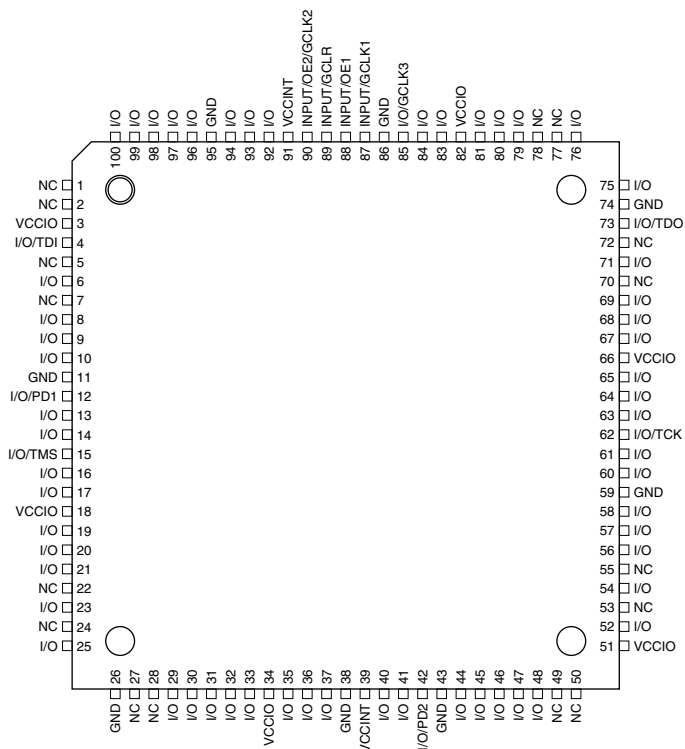 I/O
I/O
I/O
I/O
I/O
GND
I/O
I/O
I/O
VCCINT
INPUT/OE2/GCLK2
INPUT/GCLR
INPUT/OE1
INPUT/GCLK1
GND
I/O/GCLK3
I/O
I/O
VCCIO
I/O
I/O
I/O
NC
NC
I/O
100
99
98
97
96
95
94
93
92
91
90
89
88
87
86
85
84
83
82
81
80
79
78
77
76
NC 1
NC 2
VCCIO 3
I/O/TDI 4
NC 5
I/O 6
NC 7
I/O 8
I/O 9
I/O 10
GND 11
I/O/PD1 12
I/O 13
I/O 14
I/O/TMS 15
I/O 16
I/O 17
VCCIO 18
I/O 19
I/O 20
I/O 21
NC 22
I/O 23
NC 24
I/O 25
75 I/O
74 GND
73 I/O/TDO
72 NC
71 I/O
70 NC
69 I/O
68 I/O
67 I/O
66 VCCIO
65 I/O
64 I/O
63 I/O
62 I/O/TCK
61 I/O
60 I/O
59 GND
58 I/O
57 I/O
56 I/O
55 NC
54 I/O
53 NC
52 I/O
51 VCCIO
26
27
28
29
30
31
32
33
34
35
36
37
38
39
40
41
42
43
44
45
46
47
48
49
50
GND
NC
NC
I/O
I/O
I/O
I/O
I/O
VCCIO
I/O
I/O
I/O
GND
VCCINT
I/O
I/O
I/O/PD2
GND
I/O
I/O
I/O
I/O
I/O
NC
NC